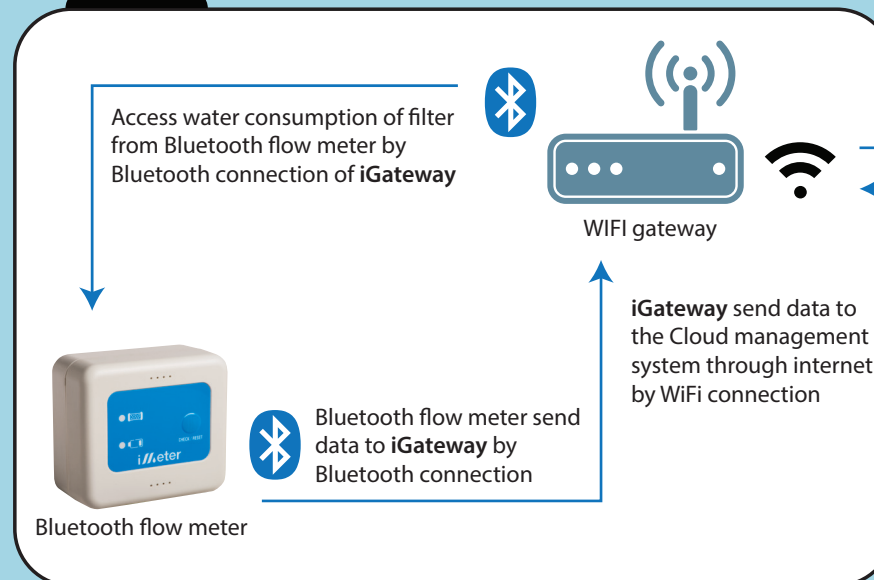 Access water consumption of filter
from Bluetooth flow meter by
Bluetooth connection of iGateway
WIFI gateway
iGateway send data to
the Cloud management
system through internet
by WiFi connection
CHECK / RESET
iMeter
Bluetooth flow meter send
data to iGateway by
Bluetooth connection
Bluetooth flow meter